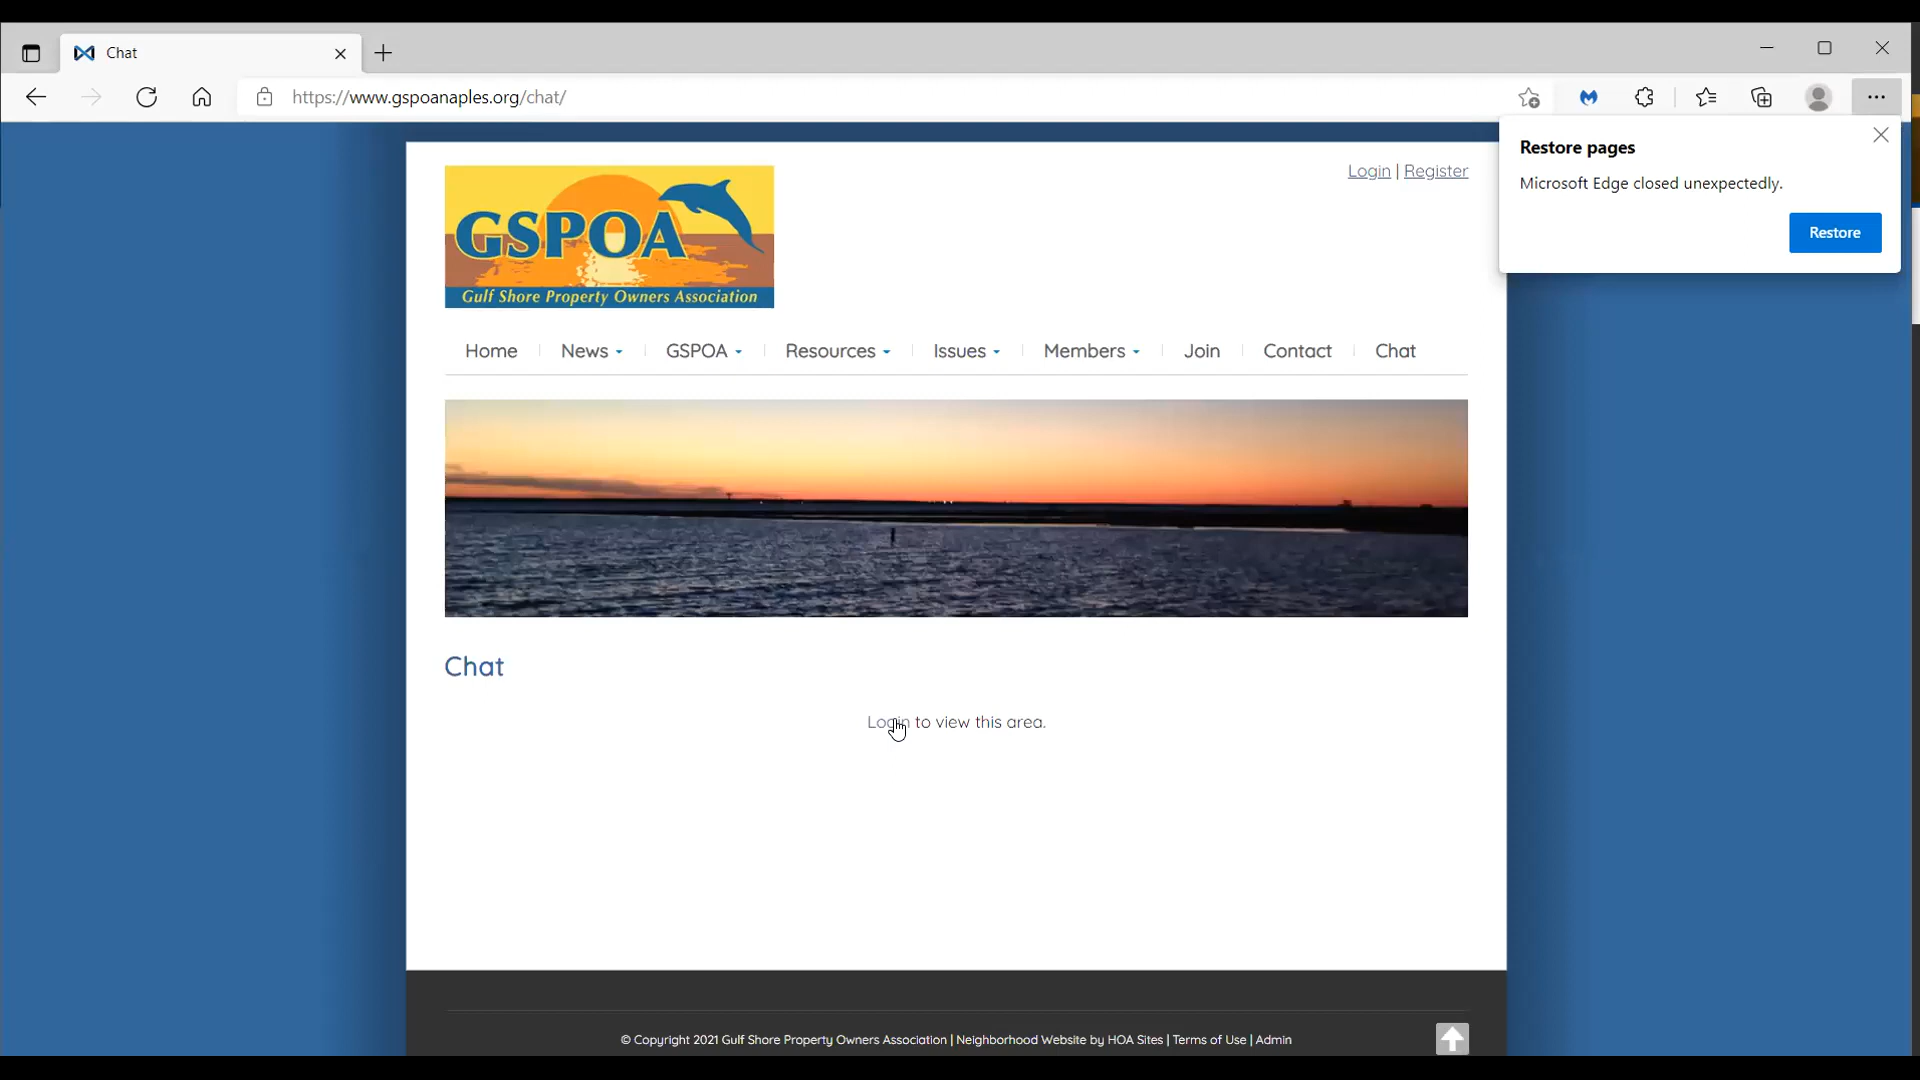 Chat
https://www.gspoanaples.org/chat/
Restore pages
Microsoft Edge closed unexpectedly.
Restore
Login | Register
GSPOA
Gulf Shore Property Owners Association
Home News GSPOA Resources Issues Members Join Contact Chat
Chat
Login to view this area.
© Copyright 2021 Gulf Shore Property Owners Association | Neighborhood Website by HOA Sites | Terms of Use | Admin